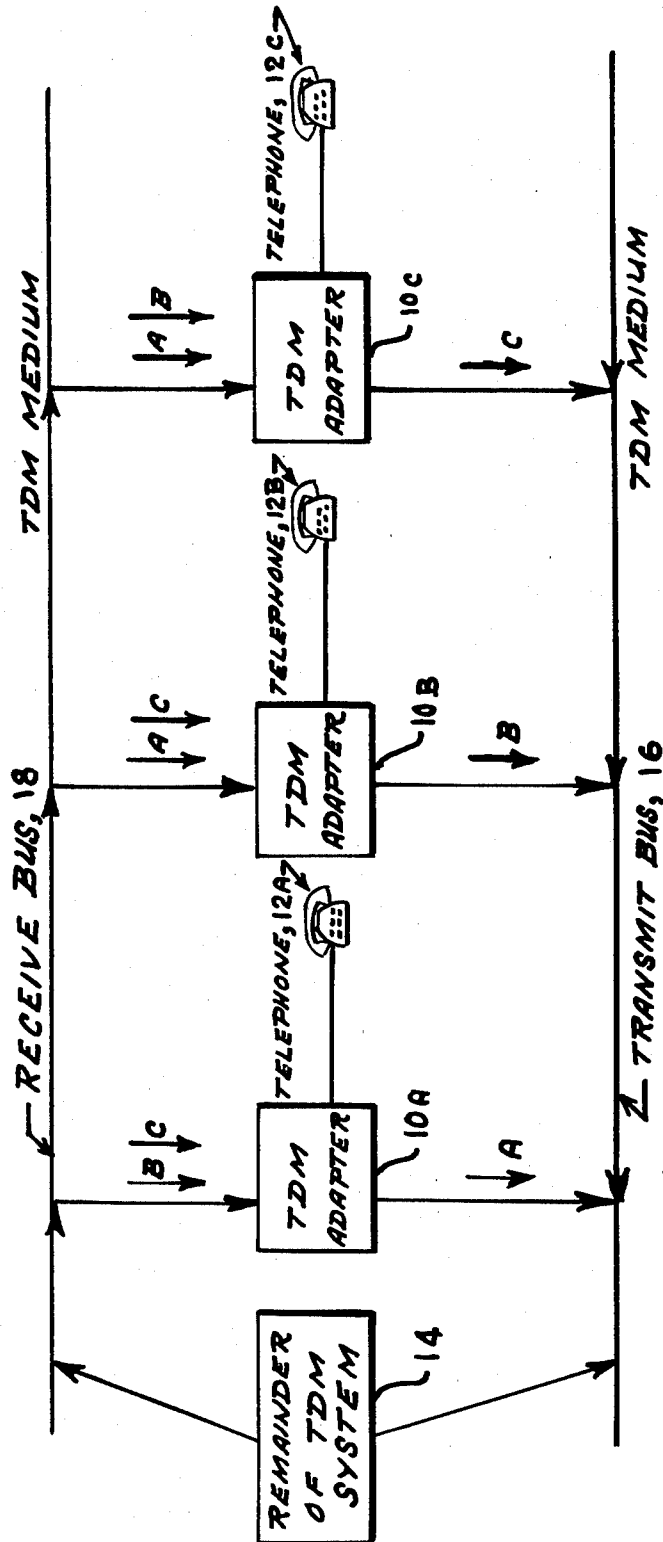 RECEIVE BUS, 18
TDM MEDIUM
B
C
A
C
A
B
TELEPHONE, 12A
TELEPHONE, 12B
TELEPHONE, 12C
REMAINDER
OF TDM
SYSTEM
14
TDM
ADAPTER
10A
TDM
ADAPTER
10B
TDM
ADAPTER
10C
A
B
C
TRANSMIT BUS, 16
TDM MEDIUM